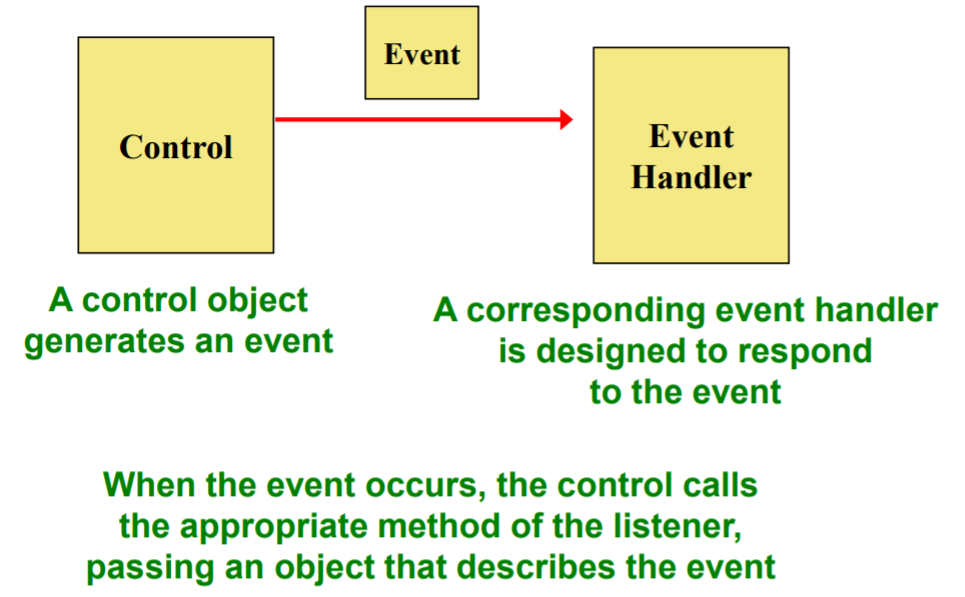 Event
Control
Event
Handler
A control object
generates an event
A corresponding event handler
is designed to respond
to the event
When the event occurs, the control calls
the appropriate method of the listener,
passing an object that describes the event